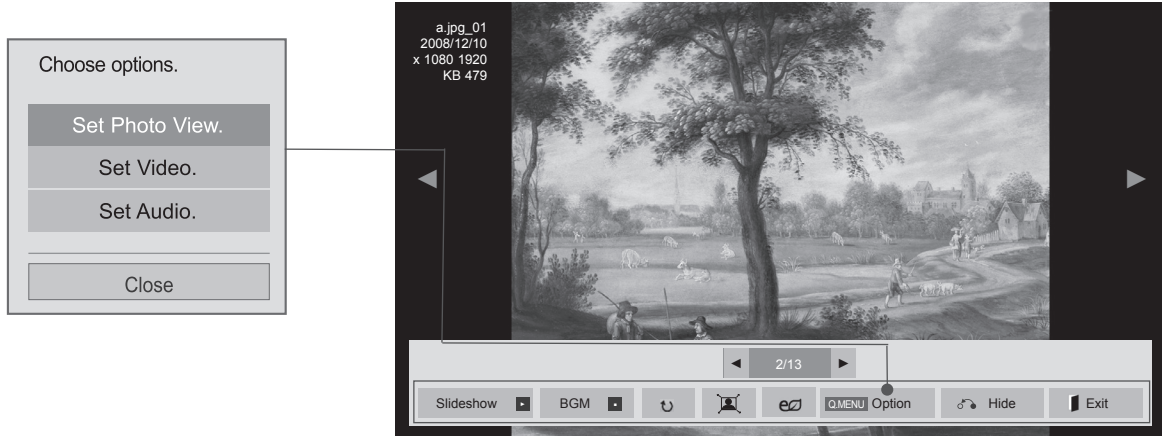 Choose options.
Set Photo View.
Set Video.
Set Audio.
Close
a.jpg_01
2008/12/10
x 1080 1920
KB 479
2/13
Slideshow
BGM
e
Q.MENU Option
Hide
Exit